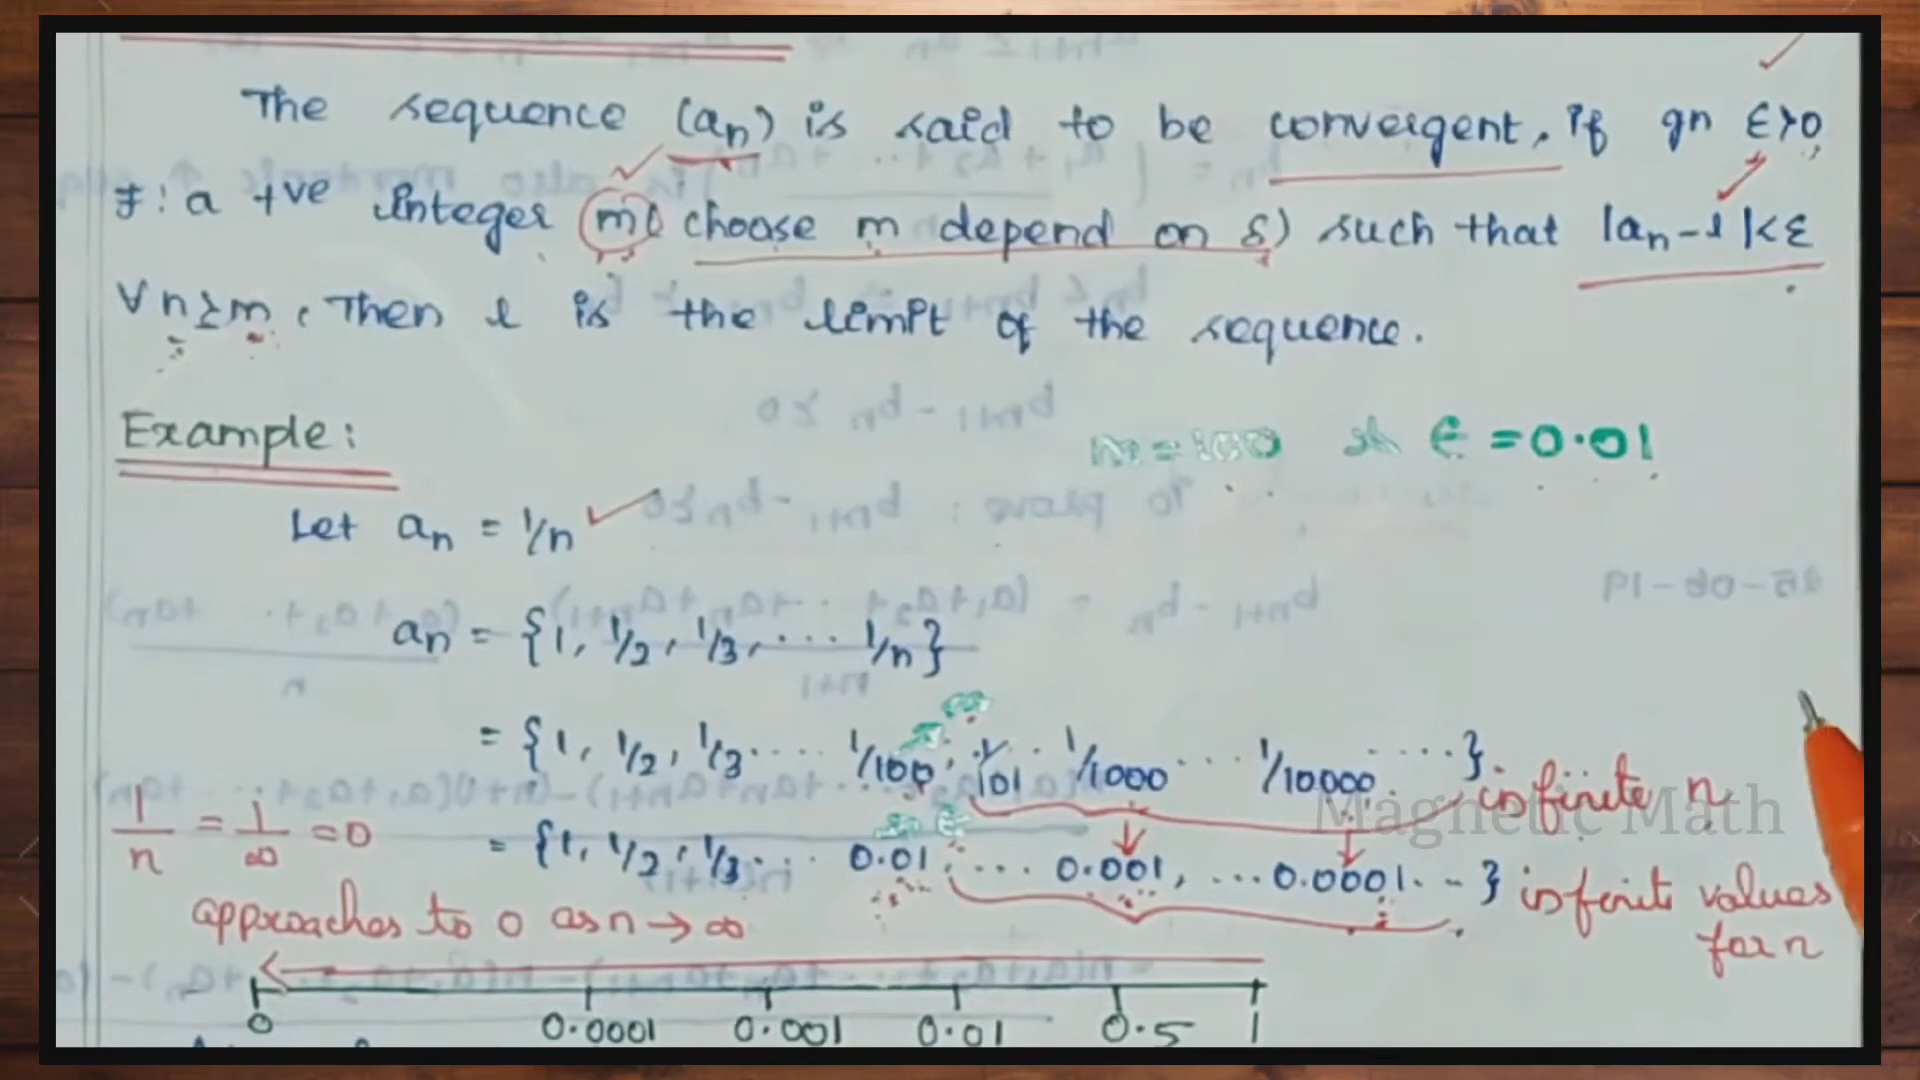 The sequence (an) is said to be convergent. if gn ε>0
∃: a +ve integer m( choose m depend on ε) such that |an-l|<ε
∀ n≥m. Then l is the limit of the sequence.
Example:
m=100 ε=0.01
Let an = 1/n
an = {1, 1/2, 1/3, .... 1/n}
= {1, 1/2, 1/3.... 1/100, 1/101 .. 1/1000 ... 1/10000 .....} infinite n
Magnetic Math
1/n = 1/∞ = 0
= {1, 1/2, 1/3... 0.01, .... 0.001, ...0.0001...} infinite values
for n
approaches to 0 as n → ∞
0 0.0001 0.001 0.01 0.5 1